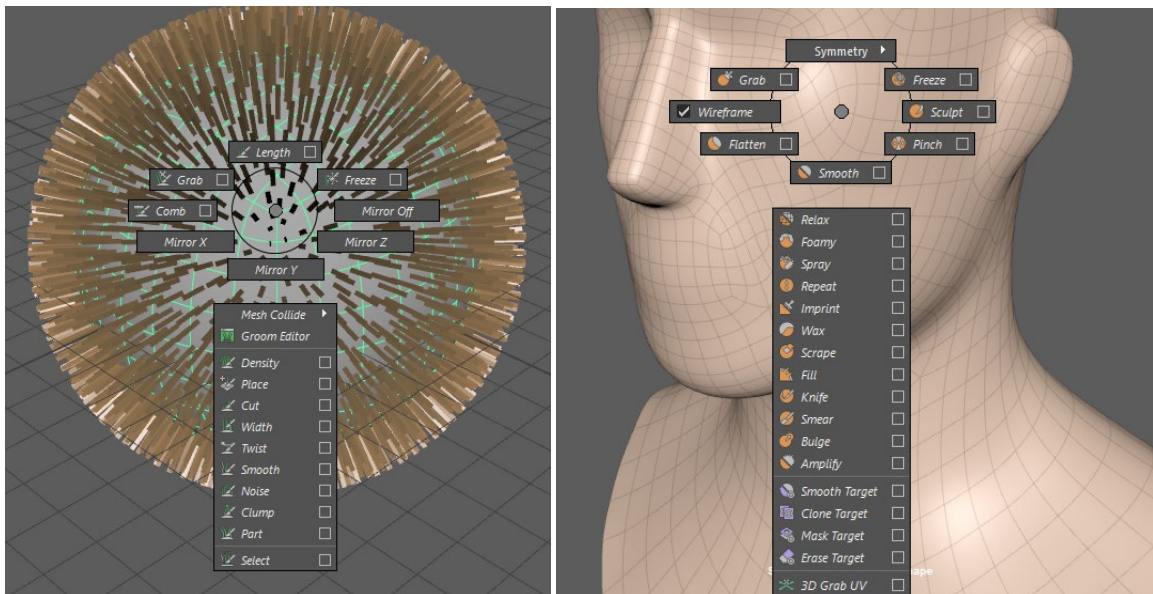 Length
Grab
Freeze
Comb
Mirror Off
Mirror X
Mirror Z
Mirror Y
Mesh Collide
Groom Editor
Density
Place
Cut
Width
Twist
Smooth
Noise
Clump
Part
Select
Symmetry
Grab
Freeze
Wireframe
Sculpt
Flatten
Pinch
Smooth
Relax
Foamy
Spray
Repeat
Imprint
Wax
Scrape
Fill
Knife
Smear
Bulge
Amplify
Smooth Target
Clone Target
Mask Target
Erase Target
3D Grab UV